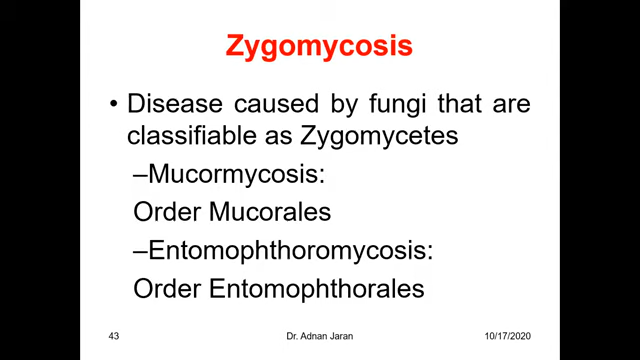 Zygomycosis
• Disease caused by fungi that are
classifiable as Zygomycetes
–Mucormycosis:
Order Mucorales
–Entomophthoromycosis:
Order Entomophthorales
43 Dr. Adnan Jaran 10/17/2020